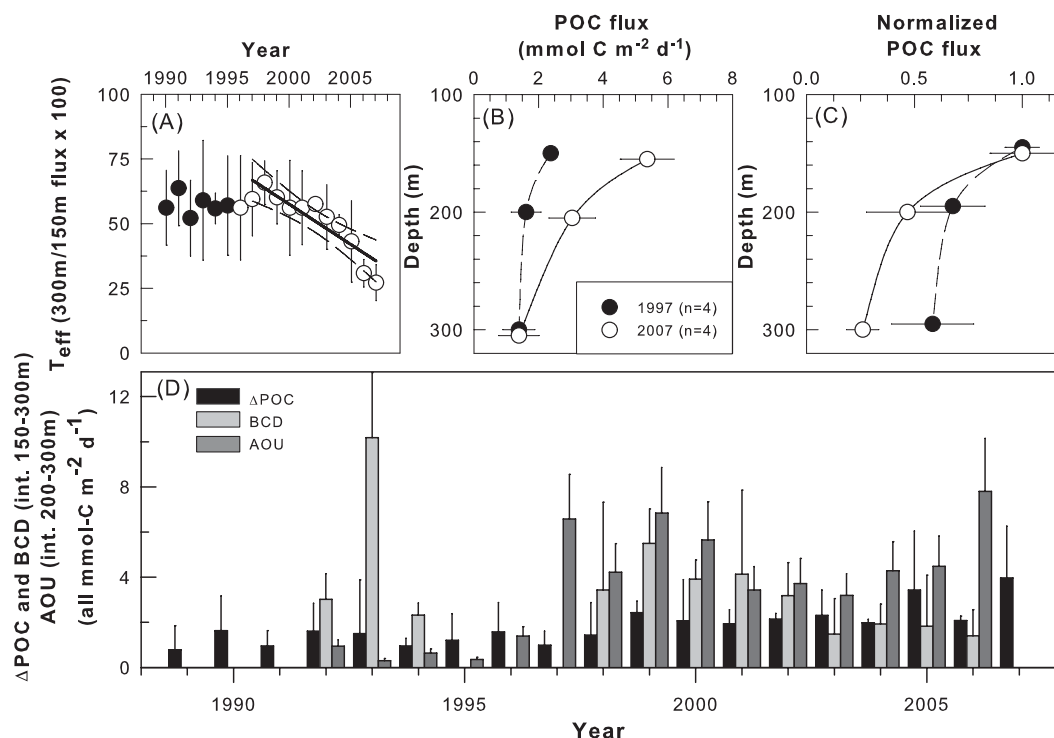 Year
1990 1995 2000 2005
T_eff (300m/150m flux x 100)
100
75
50
25
0
(A)
POC flux
(mmol C m⁻² d⁻¹)
0 2 4 6 8
Depth (m)
100
200
300
(B)
1997 (n=4)
2007 (n=4)
Normalized
POC flux
0.0 0.5 1.0
Depth (m)
100
200
300
(C)
ΔPOC and BCD (int. 150-300m)
AOU (int. 200-300m)
(all mmol-C m⁻² d⁻¹)
12
8
4
0
(D)
ΔPOC
BCD
AOU
1990 1995 2000 2005
Year